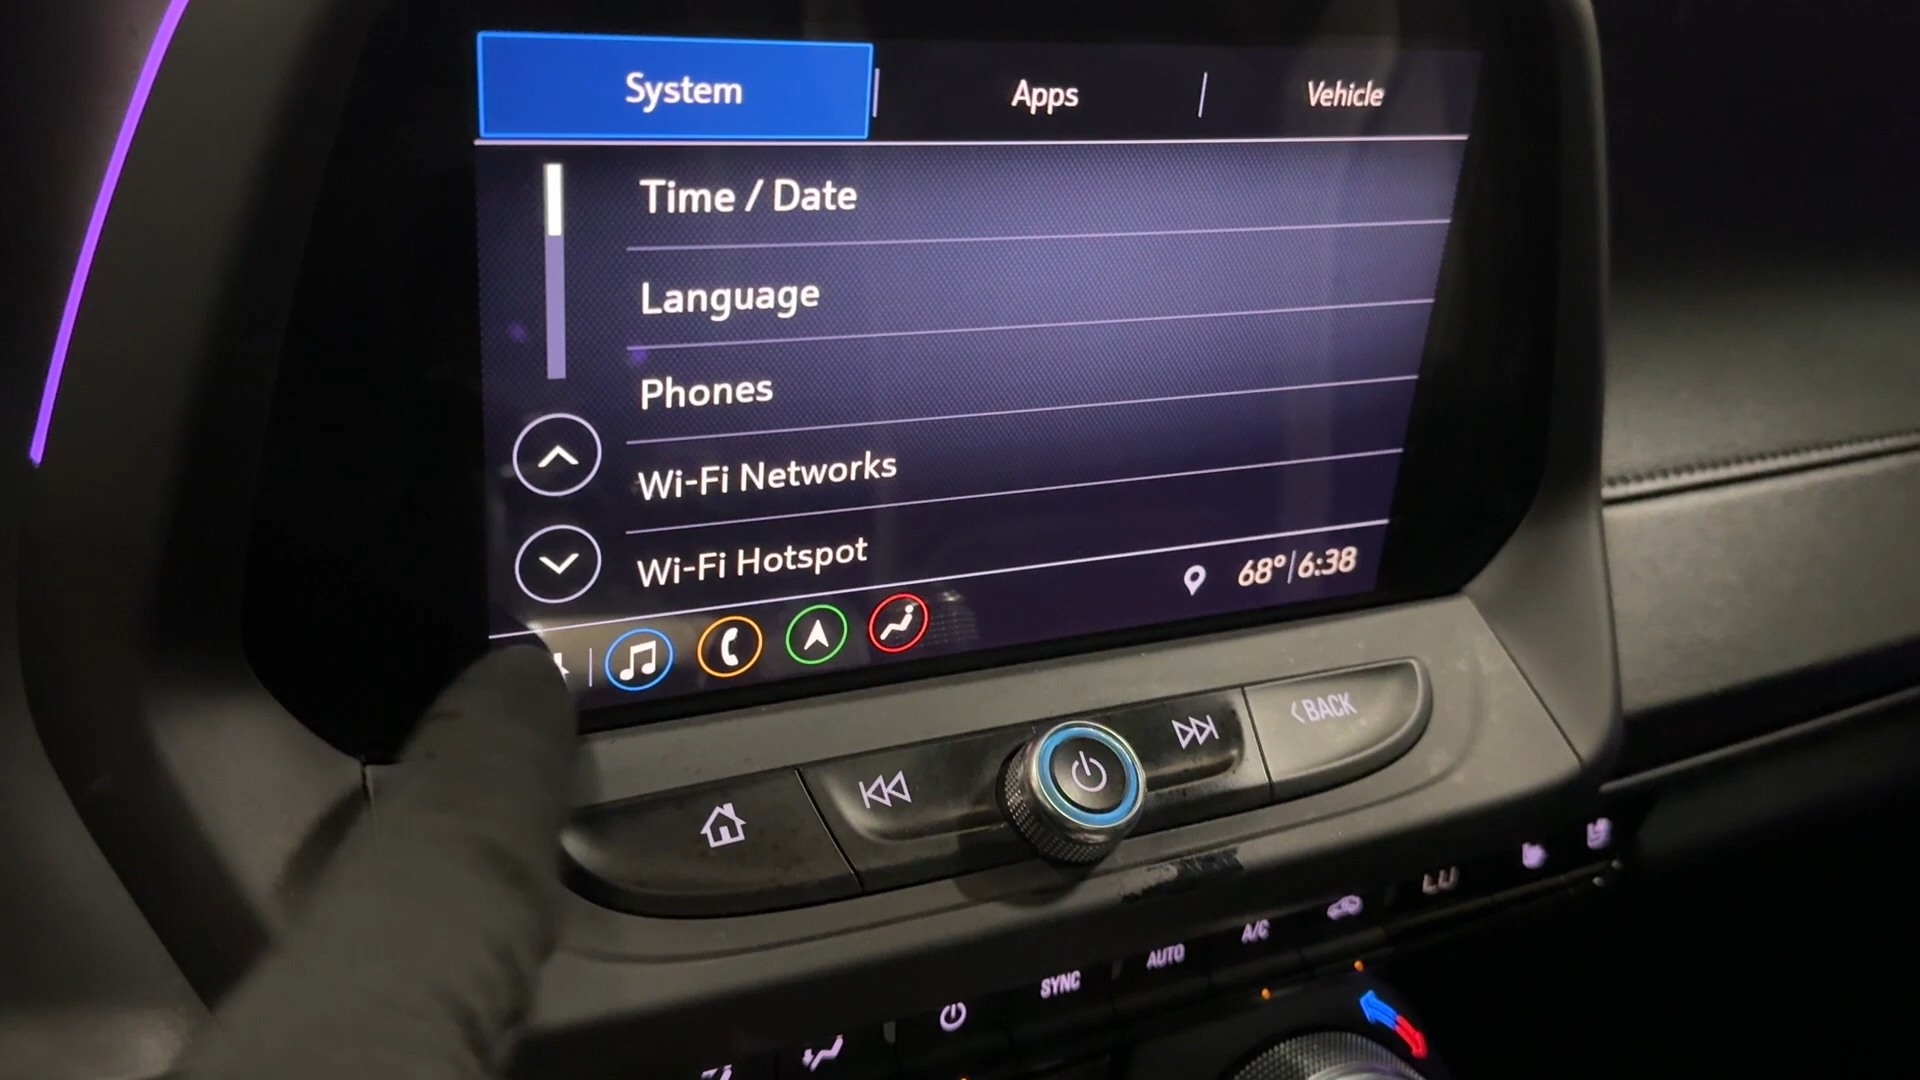 System
Apps
Vehicle
Time / Date
Language
Phones
Wi-Fi Networks
Wi-Fi Hotspot
68° 6:38
BACK
SYNC
AUTO
A/C